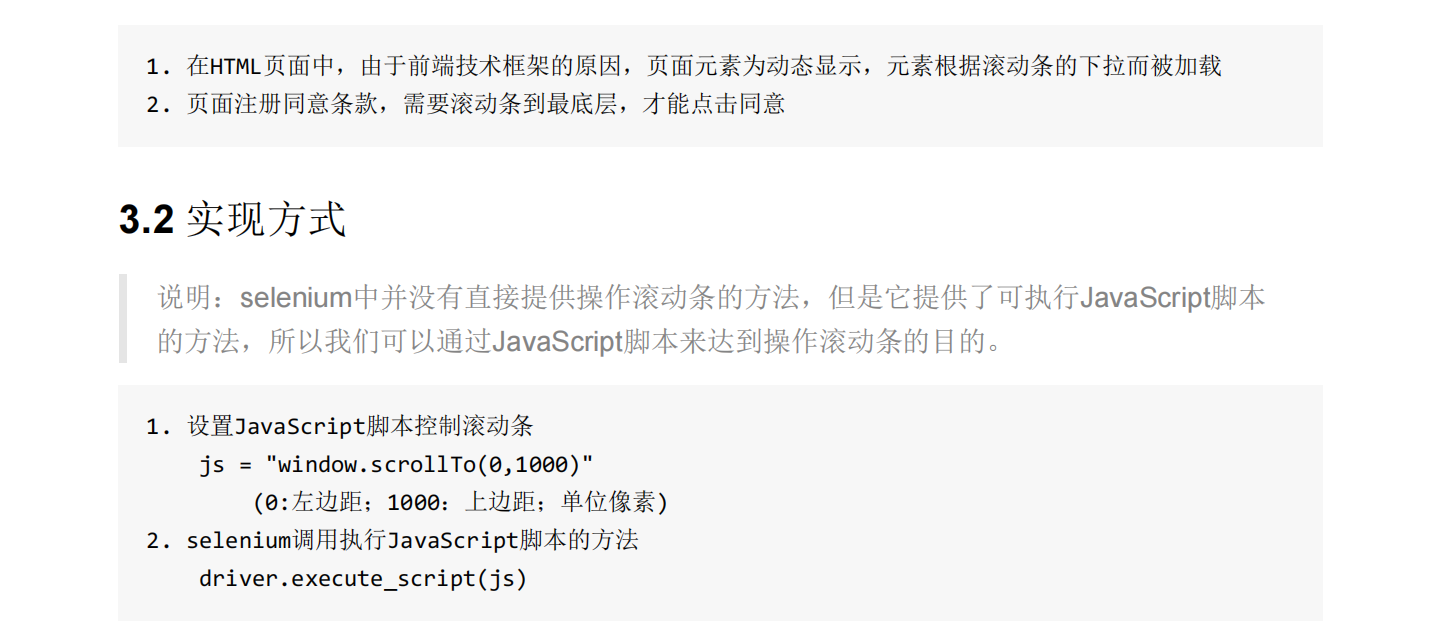 1. 在HTML页面中，由于前端技术框架的原因，页面元素为动态显示，元素根据滚动条的下拉而被加载
2. 页面注册同意条款，需要滚动条到最底层，才能点击同意
3.2 实现方式
说明：selenium中并没有直接提供操作滚动条的方法，但是它提供了可执行JavaScript脚本
的方法，所以我们可以通过JavaScript脚本来达到操作滚动条的目的。
1. 设置JavaScript脚本控制滚动条
js = "window.scrollTo(0,1000)"
(0:左边距；1000：上边距；单位像素)
2. selenium调用执行JavaScript脚本的方法
driver.execute_script(js)